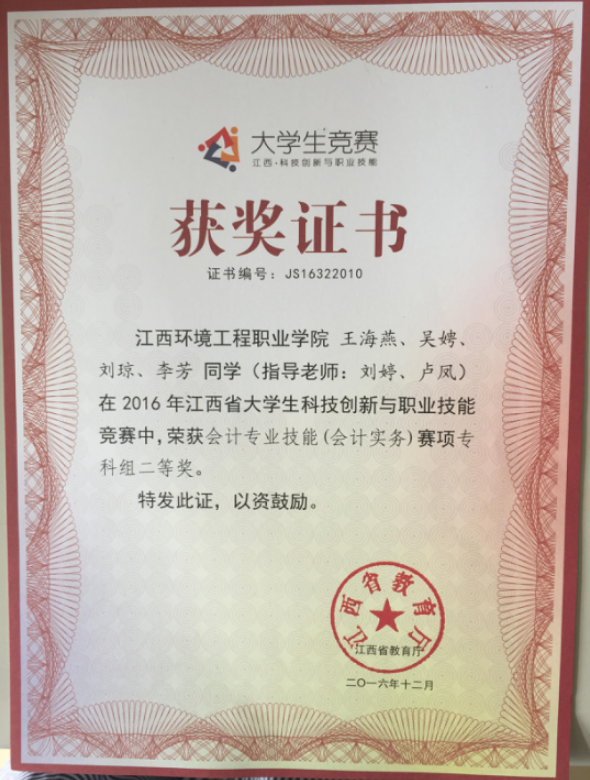 大学生竞赛
江西·科技创新与职业技能
获奖证书
证书编号：JS16322010
江西环境工程职业学院 王海燕、吴娉、
刘琼、李芳 同学（指导老师：刘婷、卢凤）
在 2016 年江西省大学生科技创新与职业技能
竞赛中，荣获会计专业技能(会计实务)赛项专
科组二等奖。
特发此证，以资鼓励。
江西省教育厅
江西省教育厅
二〇一六年十二月